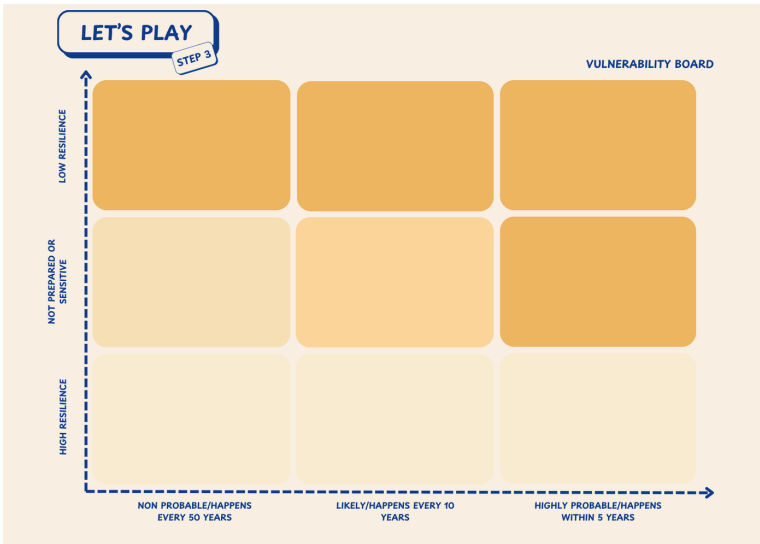 LET'S PLAY
STEP 3
VULNERABILITY BOARD
LOW RESILIENCE
NOT PREPARED OR
SENSITIVE
HIGH RESILIENCE
NON PROBABLE/HAPPENS
EVERY 50 YEARS
LIKELY/HAPPENS EVERY 10
YEARS
HIGHLY PROBABLE/HAPPENS
WITHIN 5 YEARS